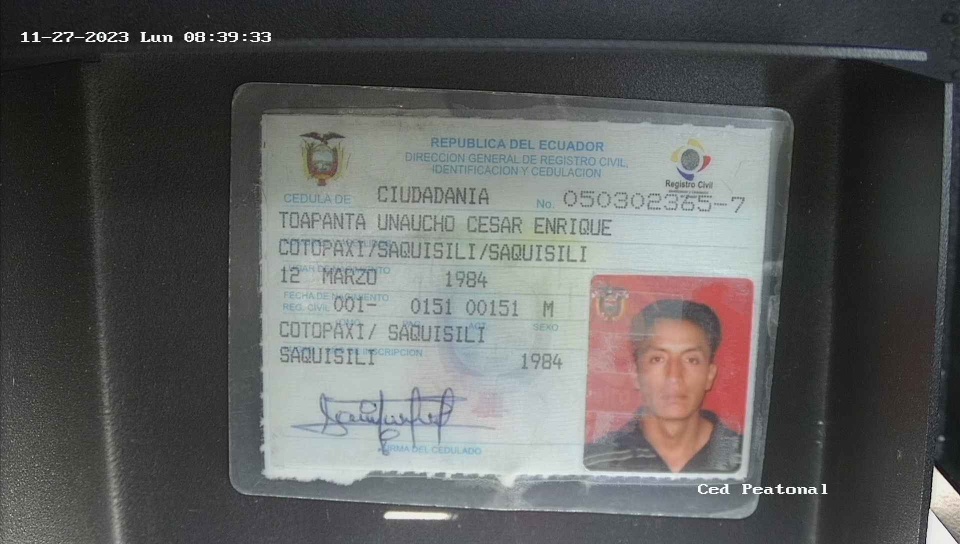 11-27-2023 Lun 08:39:33
REPUBLICA DEL ECUADOR
DIRECCION GENERAL DE REGISTRO CIVIL,
IDENTIFICACION Y CEDULACION
Registro Civil
CEDULA DE CIUDADANIA No. 050302365-7
TOAPANTA UNAUCHO CESAR ENRIQUE
COTOPAXI/SAQUISILI/SAQUISILI
12 MARZO 1984
FECHA DE NACIMIENTO
REG. CIVIL 001- 0151 00151 M
SEXO
COTOPAXI/ SAQUISILI
SAQUISILI 1984
INSCRIPCION
FIRMA DEL CEDULADO
Ced Peatonal